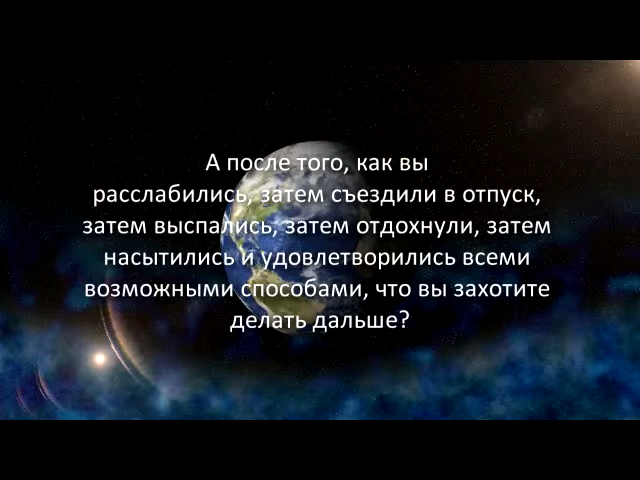 А после того, как вы
расслабились, затем съездили в отпуск,
затем выспались, затем отдохнули, затем
насытились и удовлетворились всеми
возможными способами, что вы захотите
делать дальше?